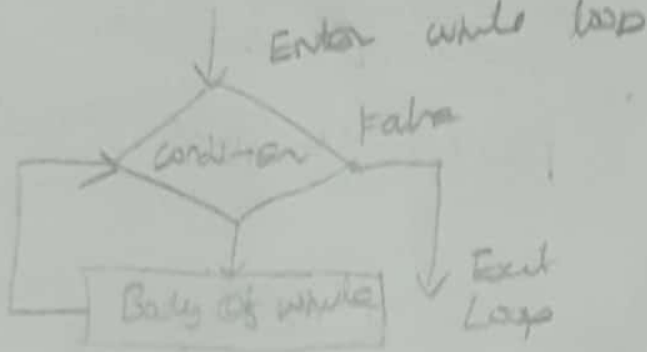 Enter while loop
False
condition
Exit
Loop
Body Of while